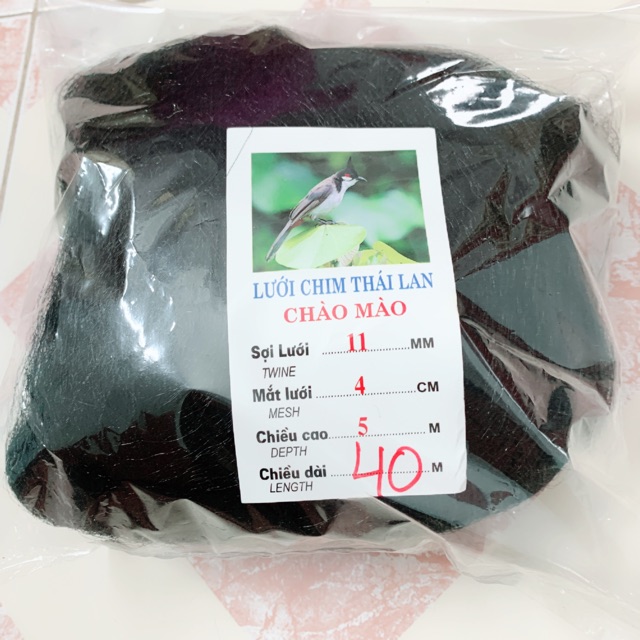 LƯỚI CHIM THÁI LAN
CHÀO MÀO
Sợi Lưới 11 MM
TWINE
Mắt lưới 4 CM
MESH
Chiều cao 5 M
DEPTH
Chiều dài 40 M
LENGTH